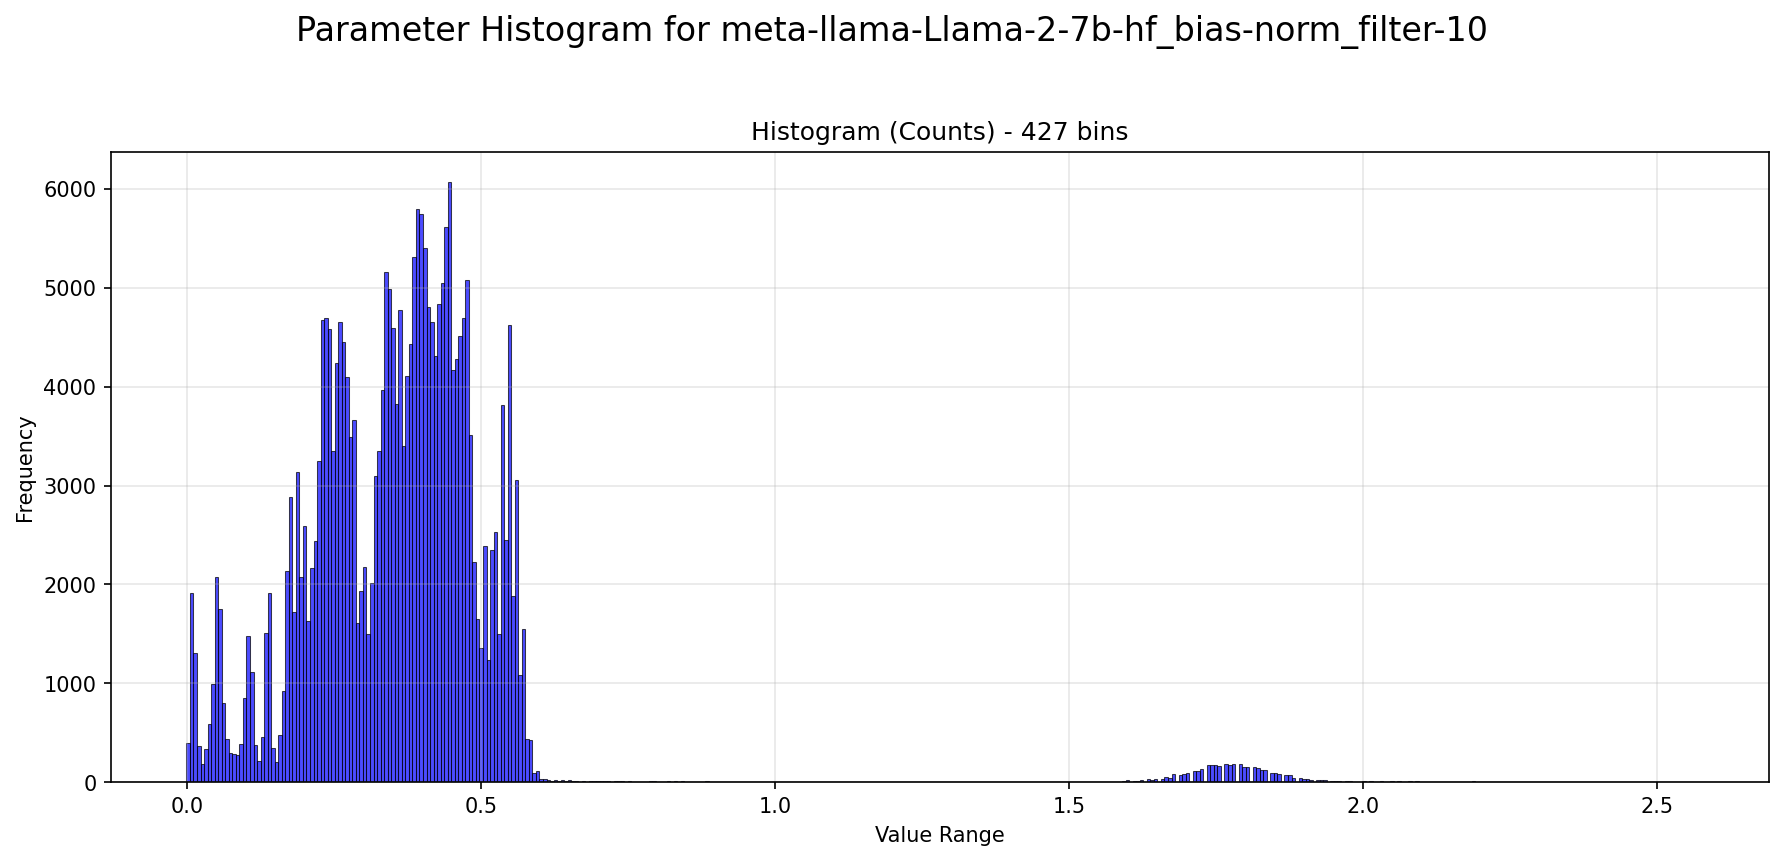 Parameter Histogram for meta-llama-Llama-2-7b-hf_bias-norm_filter-10
Histogram (Counts) - 427 bins
Frequency
6000
5000
4000
3000
2000
1000
0
0.0 0.5 1.0 1.5 2.0 2.5
Value Range